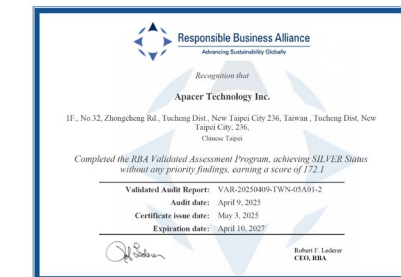 Responsible Business Alliance
Advancing Sustainability Globally
Recognition that
Apacer Technology Inc.
1F., No.32, Zhongcheng Rd., Tucheng Dist., New Taipei City 236, Taiwan , Tucheng Dist, New
Taipei City, 236,
Chinese Taipei
Completed the RBA Validated Assessment Program, achieving SILVER Status
without any priority findings, earning a score of 172.1
Validated Audit Report: VAR-20250409-TWN-05A01-2
Audit date: April 9, 2025
Certificate issue date: May 3, 2025
Expiration date: April 10, 2027
Robert F. Lederer
CEO, RBA